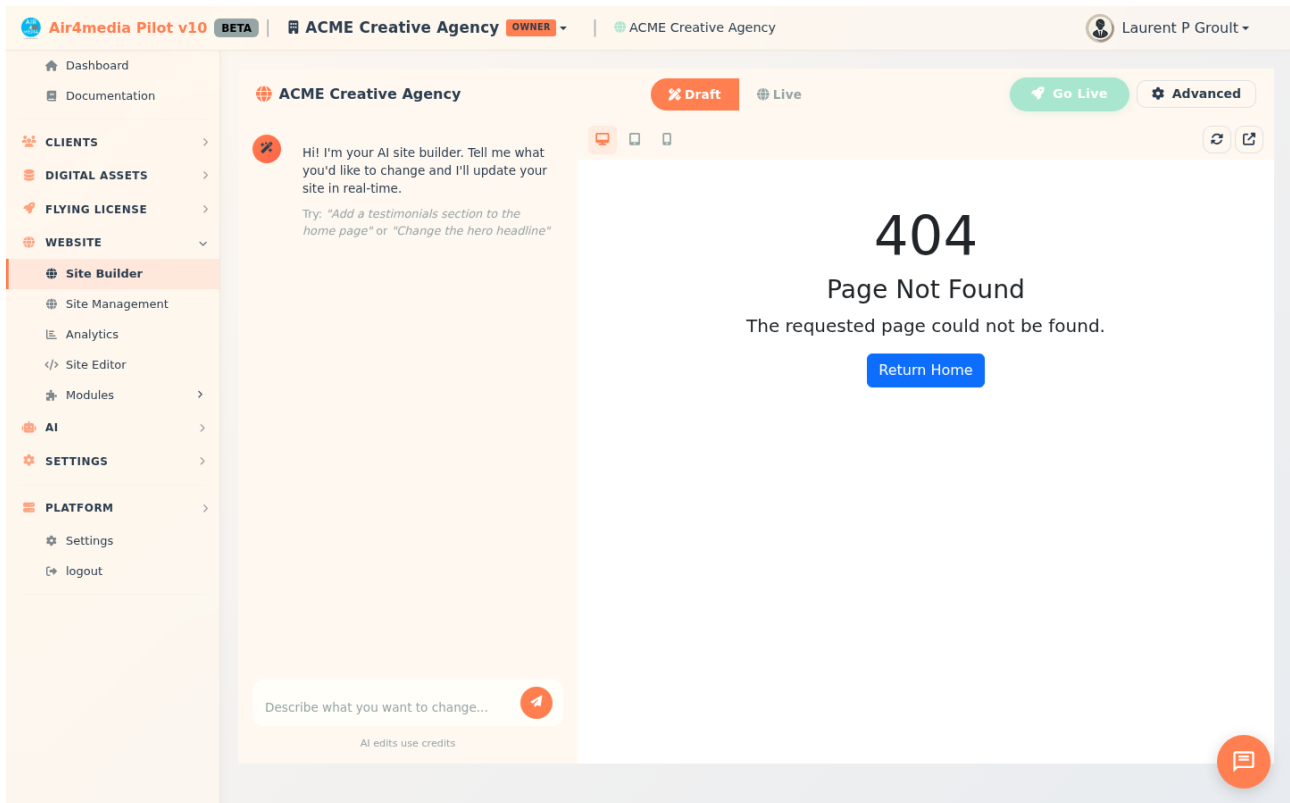 Air4media Pilot v10 BETA | ACME Creative Agency OWNER | ACME Creative Agency Laurent P Groult
Dashboard
Documentation
CLIENTS
DIGITAL ASSETS
FLYING LICENSE
WEBSITE
Site Builder
Site Management
Analytics
Site Editor
Modules
AI
SETTINGS
PLATFORM
Settings
logout
ACME Creative Agency
Draft Live
Go Live Advanced
Hi! I'm your AI site builder. Tell me what
you'd like to change and I'll update your
site in real-time.
Try: "Add a testimonials section to the
home page" or "Change the hero headline"
Describe what you want to change...
AI edits use credits
404
Page Not Found
The requested page could not be found.
Return Home